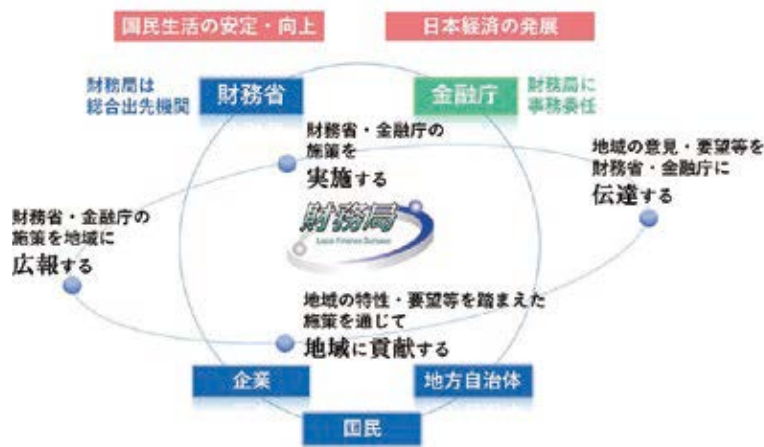 国民生活の安定・向上
日本経済の発展
財務局は
総合出先機関
財務省
金融庁
財務局に
事務委任
財務省・金融庁の
施策を
実施する
地域の意見・要望等を
財務省・金融庁に
伝達する
財務省・金融庁の
施策を地域に
広報する
財務局
Local Finance Bureau
地域の特性・要望等を踏まえた
施策を通じて
地域に貢献する
企業
地方自治体
国民